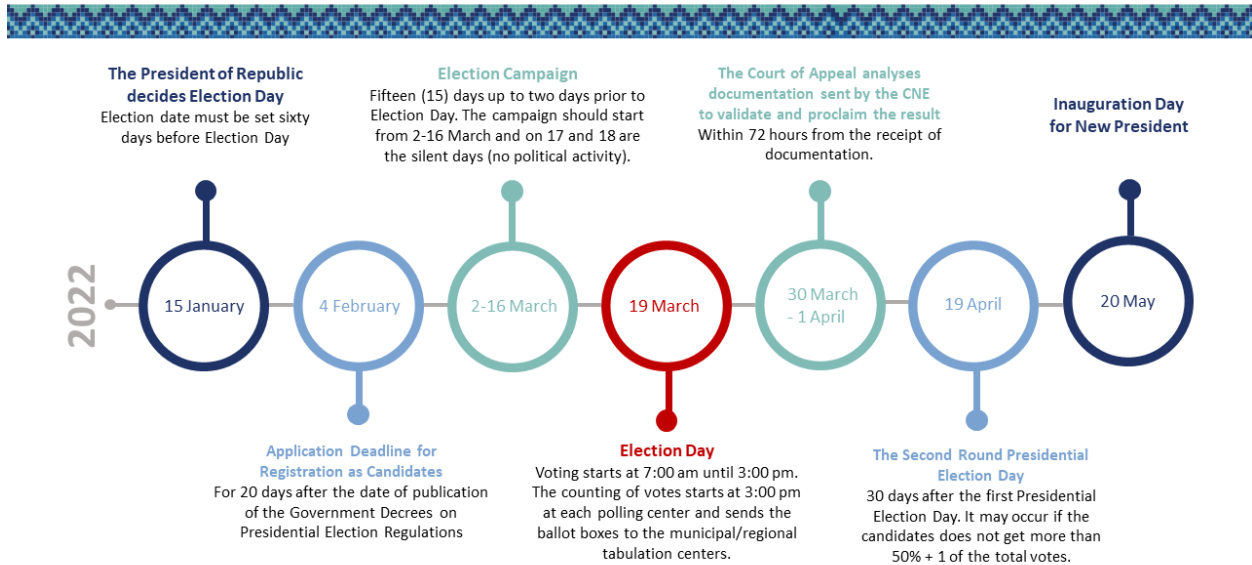 The President of Republic
decides Election Day
Election date must be set sixty
days before Election Day
Election Campaign
Fifteen (15) days up to two days prior to
Election Day. The campaign should start
from 2-16 March and on 17 and 18 are
the silent days (no political activity).
The Court of Appeal analyses
documentation sent by the CNE
to validate and proclaim the result
Within 72 hours from the receipt of
documentation.
Inauguration Day
for New President
2022
15 January
4 February
2-16 March
19 March
30 March
- 1 April
19 April
20 May
Application Deadline for
Registration as Candidates
For 20 days after the date of publication
of the Government Decrees on
Presidential Election Regulations
Election Day
Voting starts at 7:00 am until 3:00 pm.
The counting of votes starts at 3:00 pm
at each polling center and sends the
ballot boxes to the municipal/regional
tabulation centers.
The Second Round Presidential
Election Day
30 days after the first Presidential
Election Day. It may occur if the
candidates does not get more than
50% + 1 of the total votes.